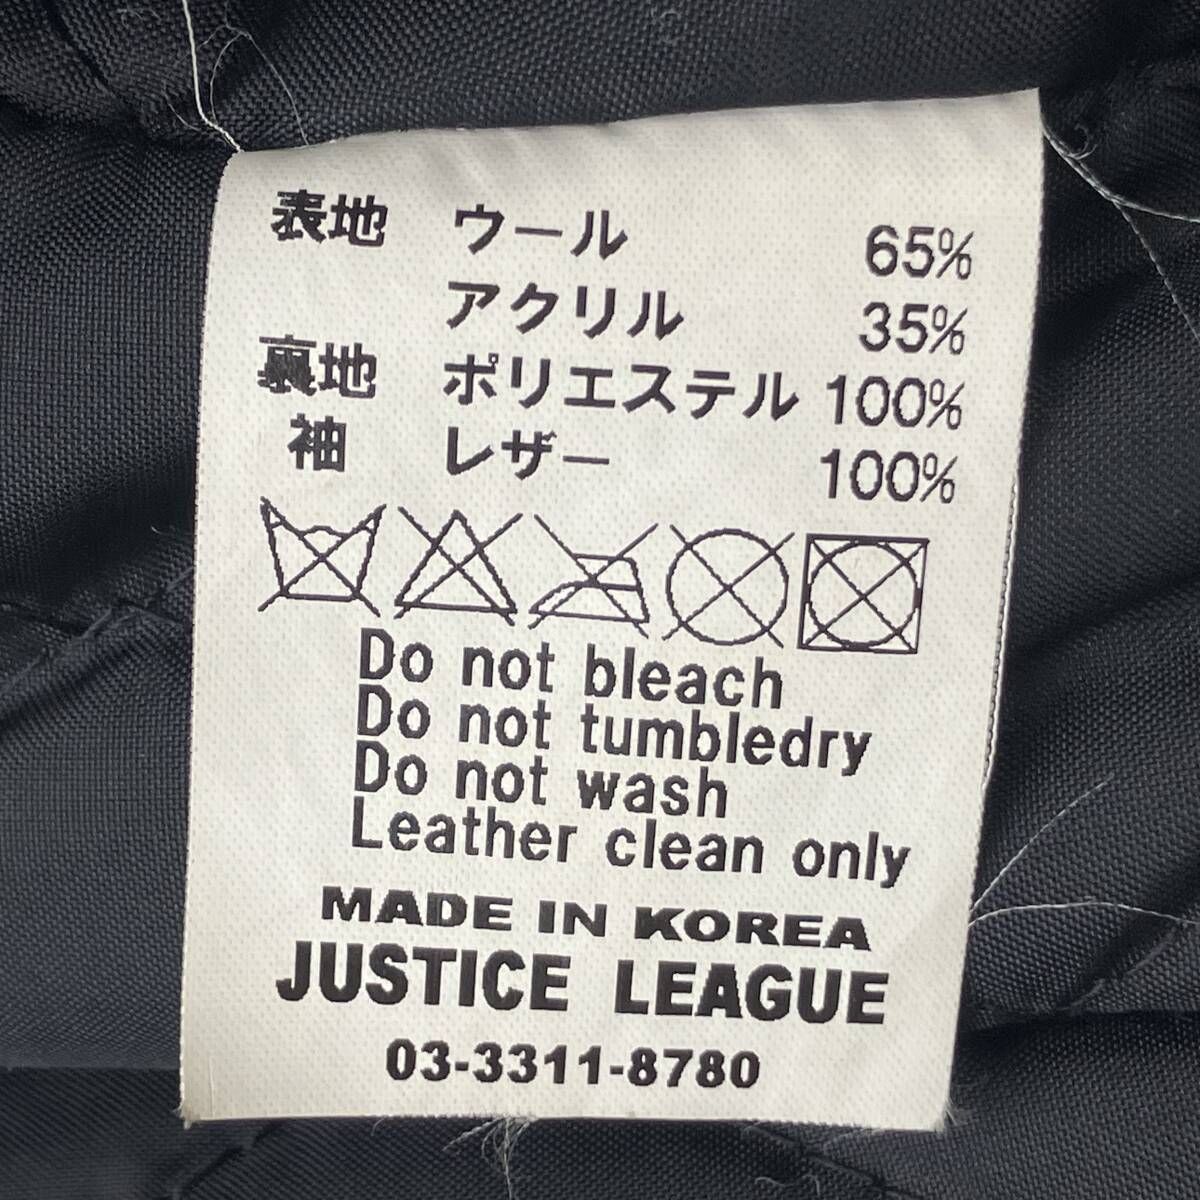 表地 ウール 65%
アクリル 35%
裏地 ポリエステル 100%
袖 レザー 100%
Do not bleach
Do not tumbledry
Do not wash
Leather clean only
MADE IN KOREA
JUSTICE LEAGUE
03-3311-8780